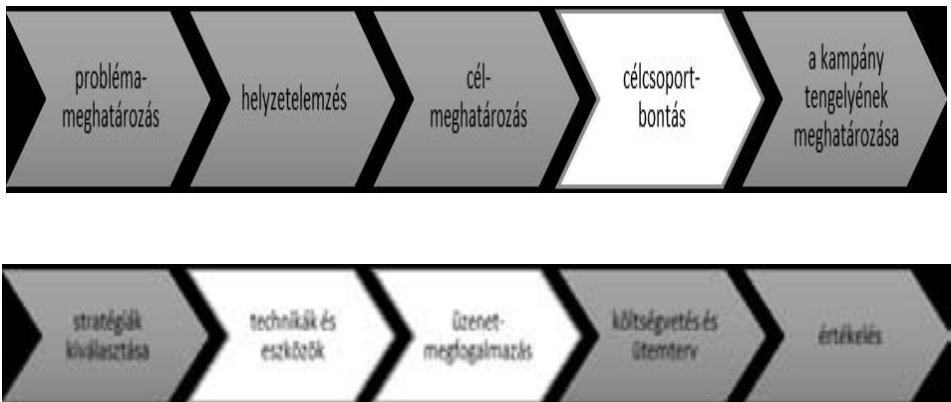 probléma-
meghatározás
helyzetelemzés
cél-
meghatározás
célcsoport-
bontás
a kampány
tengelyének
meghatározása
stratégiák
kiválasztása
technikák és
eszközök
üzenet-
megfogalmazás
költségvetés és
ütemterv
értékelés